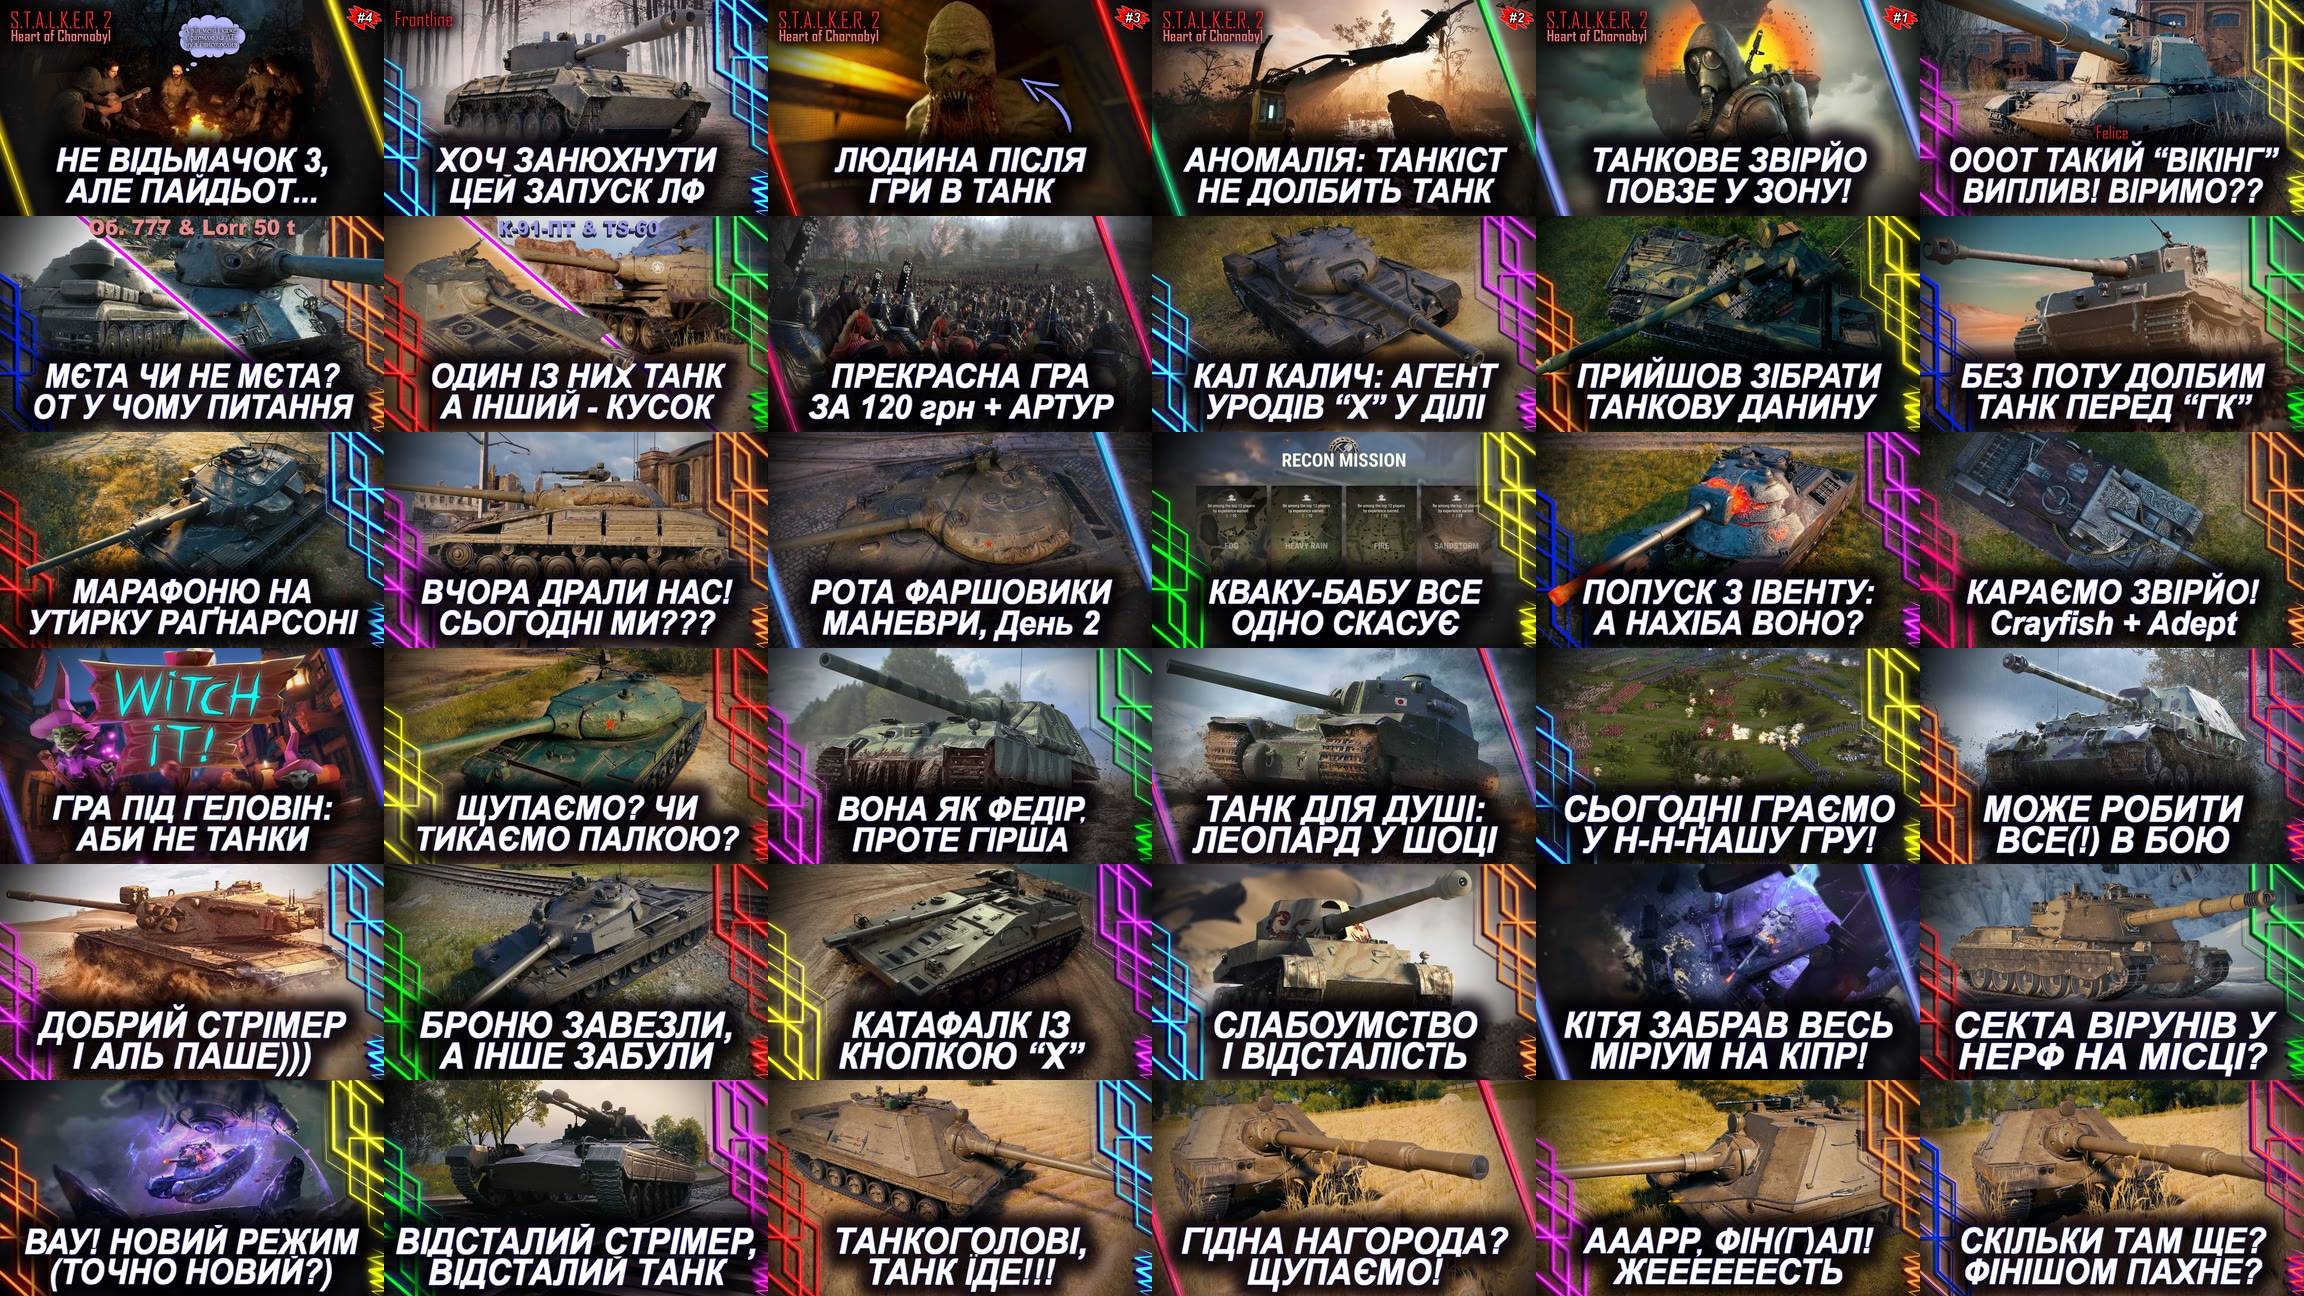 S.T.A.L.K.E.R. 2
Heart of Chornobyl
#4
НЕ ВІДЬМАЧОК 3,
АЛЕ ПАЙДЬОТ...
Frontline
ХОЧ ЗАНЮХНУТИ
ЦЕЙ ЗАПУСК ЛФ
S.T.A.L.K.E.R. 2
Heart of Chornobyl
#3
ЛЮДИНА ПІСЛЯ
ГРИ В ТАНК
S.T.A.L.K.E.R. 2
Heart of Chornobyl
#2
АНОМАЛІЯ: ТАНКІСТ
НЕ ДОЛБИТЬ ТАНК
S.T.A.L.K.E.R. 2
Heart of Chornobyl
#1
ТАНКОВЕ ЗВІРЙО
ПОВЗЕ У ЗОНУ!
Felice
ОООТ ТАКИЙ “ВІКІНГ”
ВИПЛИВ! ВІРИМО??
Об. 777 & Lorr 50 t
МЄТА ЧИ НЕ МЄТА?
ОТ У ЧОМУ ПИТАННЯ
К-91-ПТ & TS-60
ОДИН ІЗ НИХ ТАНК
А ІНШИЙ - КУСОК
ПРЕКРАСНА ГРА
ЗА 120 грн + АРТУР
КАЛ КАЛИЧ: АГЕНТ
УРОДІВ “Х” У ДІЛІ
ПРИЙШОВ ЗІБРАТИ
ТАНКОВУ ДАНИНУ
БЕЗ ПОТУ ДОЛБИМ
ТАНК ПЕРЕД “ГК”
МАРАФОНЮ НА
УТИРКУ РАҐНАРСОНІ
ВЧОРА ДРАЛИ НАС!
СЬОГОДНІ МИ???
РОТА ФАРШОВИКИ
МАНЕВРИ, День 2
RECON MISSION
FOG
HEAVY RAIN
FIRE
SANDSTORM
КВАКУ-БАБУ ВСЕ
ОДНО СКАСУЄ
ПОПУСК З ІВЕНТУ:
А НАХІБА ВОНО?
КАРАЄМО ЗВІРЙО!
Crayfish + Adept
WiTCH
iT!
ГРА ПІД ГЕЛОВІН:
АБИ НЕ ТАНКИ
ЩУПАЄМО? ЧИ
ТИКАЄМО ПАЛКОЮ?
ВОНА ЯК ФЕДІР,
ПРОТЕ ГІРША
ТАНК ДЛЯ ДУШІ:
ЛЕОПАРД У ШОЦІ
СЬОГОДНІ ГРАЄМО
У Н-Н-НАШУ ГРУ!
МОЖЕ РОБИТИ
ВСЕ(!) В БОЮ
ДОБРИЙ СТРІМЕР
І АЛЬ ПАШЕ)))
БРОНЮ ЗАВЕЗЛИ,
А ІНШЕ ЗАБУЛИ
КАТАФАЛК ІЗ
КНОПКОЮ “Х”
СЛАБОУМСТВО
І ВІДСТАЛІСТЬ
КІТЯ ЗАБРАВ ВЕСЬ
МІРІУМ НА КІПР!
СЕКТА ВІРУНІВ У
НЕРФ НА МІСЦІ?
ВАУ! НОВИЙ РЕЖИМ
(ТОЧНО НОВИЙ?)
ВІДСТАЛИЙ СТРІМЕР,
ВІДСТАЛИЙ ТАНК
ТАНКОГОЛОВІ,
ТАНК ЇДЕ!!!
ГІДНА НАГОРОДА?
ЩУПАЄМО!
АААРР, ФІН(Г)АЛ!
ЖЕЕЕЕЕЕСТЬ
СКІЛЬКИ ТАМ ЩЕ?
ФІНІШОМ ПАХНЕ?